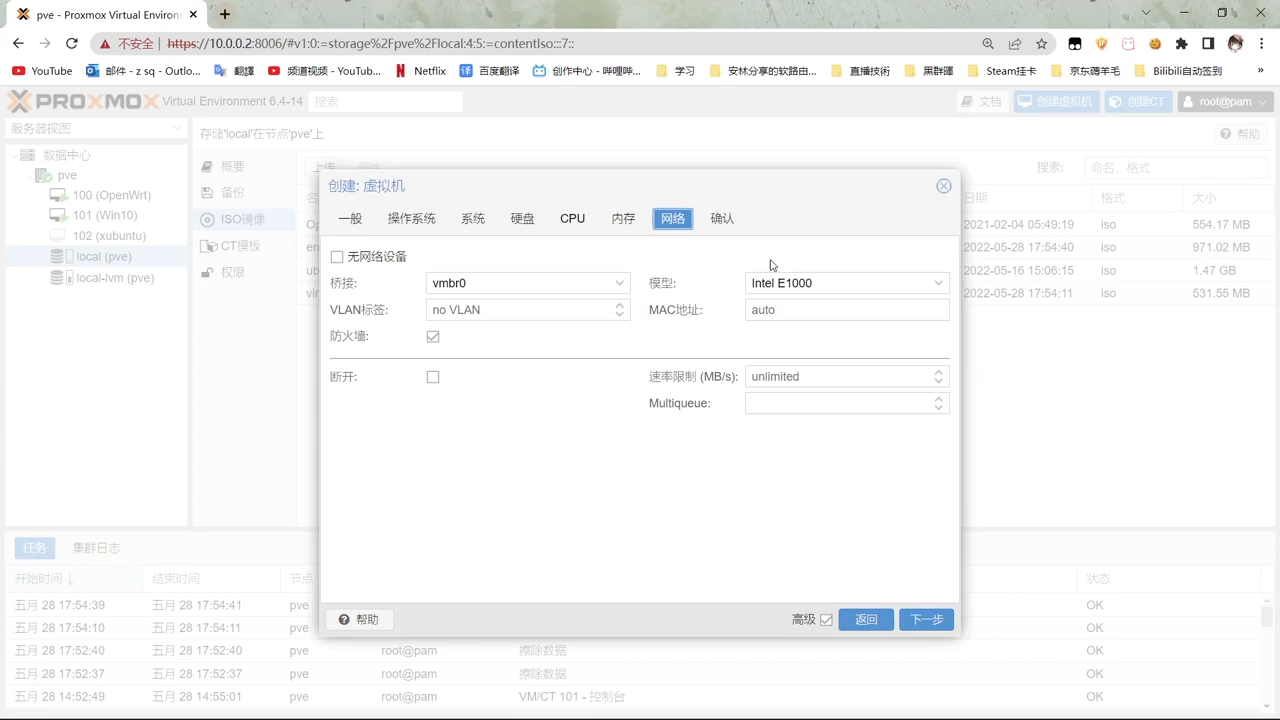 pve - Proxmox Virtual Environ
不安全 https://10.0.0.2:8006/#v1:0:=storage%2Fpve%2Flocal:4:5:=contentIso:::7::
YouTube 邮件 - z sq - Outlo... 翻譯 频道视频 - YouTub... Netflix 百度翻译 创作中心 - 哔哩哔... 学习 安林分享的软路由... 直播技術 黒群暉 Steam挂卡 京东薅羊毛 Bilibili自动签到 »
PROXMOX Virtual Environment 6.4-14 搜索 文档 创建虚拟机 创建CT root@pam
服务器视图 存储'local'在节点'pve'上 帮助
数据中心 概要 上传 删除 搜索: 命名、格式
pve 备份 日期 格式 大小
100 (OpenWrt) ISO镜像 2021-02-04 05:49:19 iso 554.17 MB
101 (Win10) CT模板 en 2022-05-28 17:54:40 iso 971.02 MB
102 (xubuntu) 权限 ub 2022-05-16 15:06:15 iso 1.47 GB
local (pve) 2022-05-28 17:54:11 iso 531.55 MB
local-lvm (pve)
创建: 虚拟机
一般 操作系统 系统 硬盘 CPU 内存 网络 确认
无网络设备
桥接: vmbr0 模型: Intel E1000
VLAN标签: no VLAN MAC地址: auto
防火墙:
断开: 速率限制 (MB/s): unlimited
Multiqueue:
帮助 高级 返回 下一步
任务 集群日志
开始时间 结束时间 节点 状态
五月 28 17:54:39 五月 28 17:54:41 pve OK
五月 28 17:54:10 五月 28 17:54:11 pve OK
五月 28 17:52:40 五月 28 17:52:40 pve root@pam 擦除数据 OK
五月 28 17:52:37 五月 28 17:52:37 pve root@pam 擦除数据 OK
五月 28 14:52:49 五月 28 14:55:01 pve root@pam VM/CT 101 - 控制台 OK